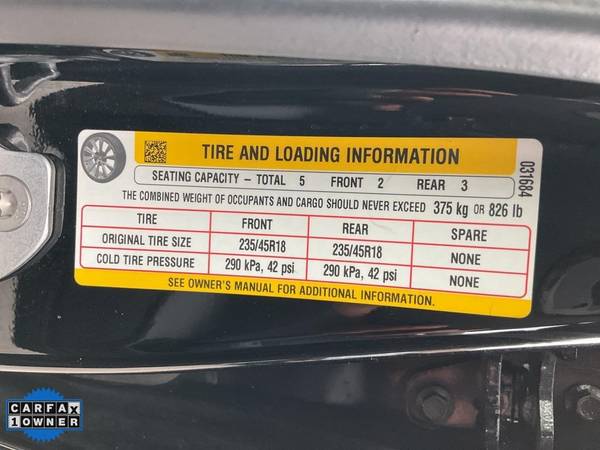 TIRE AND LOADING INFORMATION
SEATING CAPACITY – TOTAL 5 FRONT 2 REAR 3
THE COMBINED WEIGHT OF OCCUPANTS AND CARGO SHOULD NEVER EXCEED 375 kg OR 826 lb
TIRE FRONT REAR SPARE
ORIGINAL TIRE SIZE 235/45R18 235/45R18 NONE
COLD TIRE PRESSURE 290 kPa, 42 psi 290 kPa, 42 psi NONE
SEE OWNER'S MANUAL FOR ADDITIONAL INFORMATION.
031684
CARFAX
1 OWNER